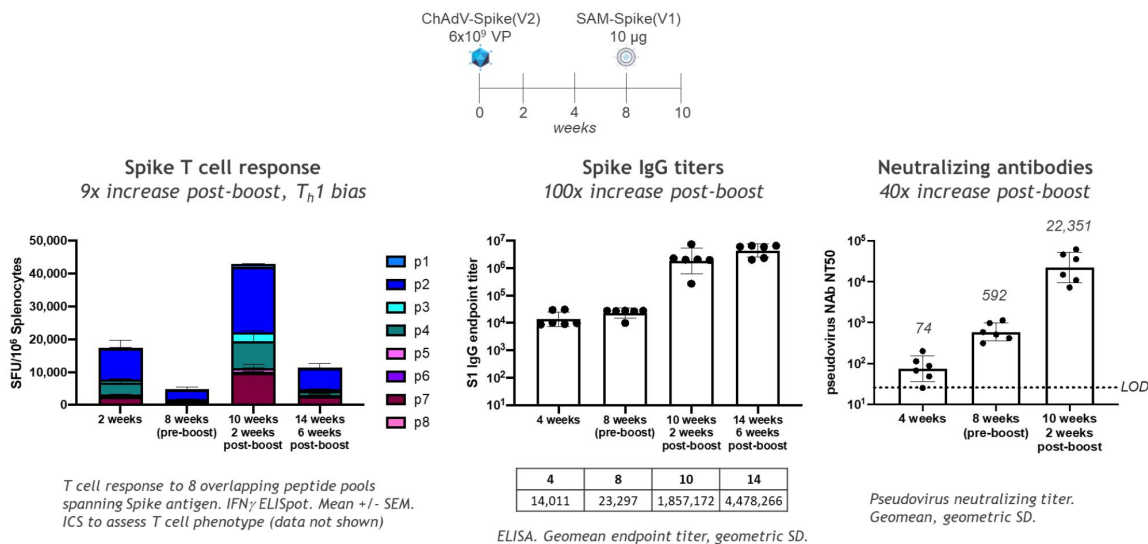 ChAdV-Spike(V2)
6x10⁹ VP
SAM-Spike(V1)
10 µg
0 2 4 8 10
weeks
Spike T cell response
9x increase post-boost, Tₕ1 bias
50,000
40,000
30,000
20,000
10,000
0
SFU/10⁶ Splenocytes
2 weeks
8 weeks
(pre-boost)
10 weeks
2 weeks
post-boost
14 weeks
6 weeks
post-boost
p1
p2
p3
p4
p5
p6
p7
p8
T cell response to 8 overlapping peptide pools
spanning Spike antigen. IFNγ ELISpot. Mean +/- SEM.
ICS to assess T cell phenotype (data not shown)
Spike IgG titers
100x increase post-boost
10⁷
10⁶
10⁵
10⁴
10³
10²
10¹
S1 IgG endpoint titer
4 weeks
8 weeks
(pre-boost)
10 weeks
2 weeks
post-boost
14 weeks
6 weeks
post-boost
4 8 10 14
14,011 23,297 1,857,172 4,478,266
ELISA. Geomean endpoint titer, geometric SD.
Neutralizing antibodies
40x increase post-boost
10⁵
10⁴
10³
10²
10¹
pseudovirus NAb NT50
74
592
22,351
LOD
4 weeks
8 weeks
(pre-boost)
10 weeks
2 weeks
post-boost
Pseudovirus neutralizing titer.
Geomean, geometric SD.